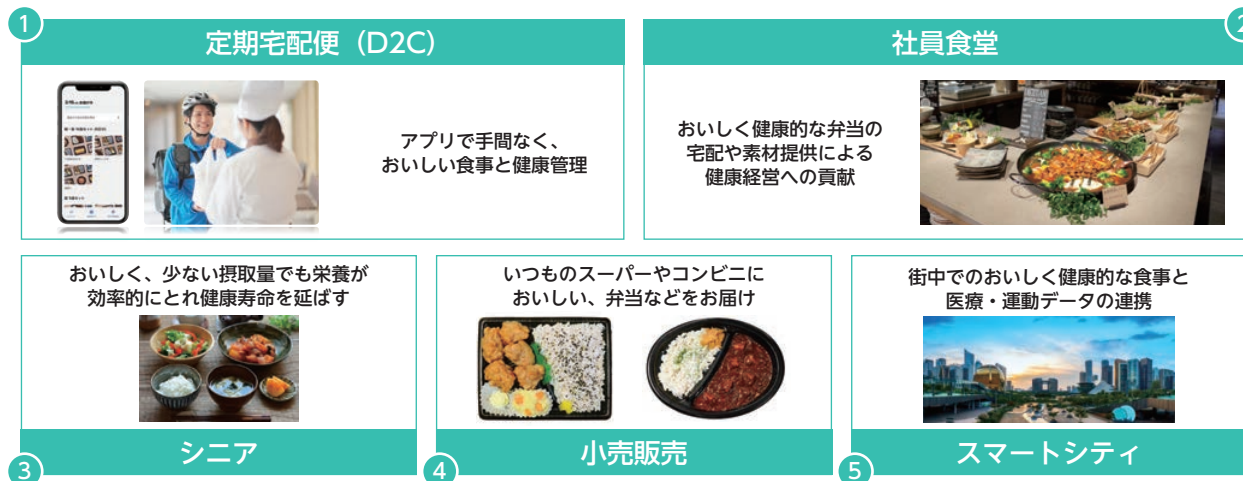 1
定期宅配便（D2C）
アプリで手間なく、
おいしい食事と健康管理
2
社員食堂
おいしく健康的な弁当の
宅配や素材提供による
健康経営への貢献
おいしく、少ない摂取量でも栄養が
効率的にとれ健康寿命を延ばす
3
シニア
いつものスーパーやコンビニに
おいしい、弁当などをお届け
4
小売販売
街中でのおいしく健康的な食事と
医療・運動データの連携
5
スマートシティ